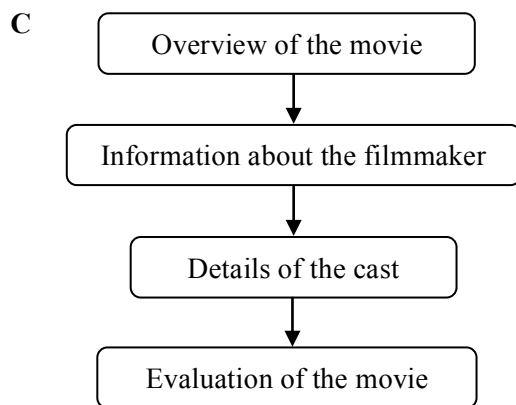 C
Overview of the movie
Information about the filmmaker
Details of the cast
Evaluation of the movie